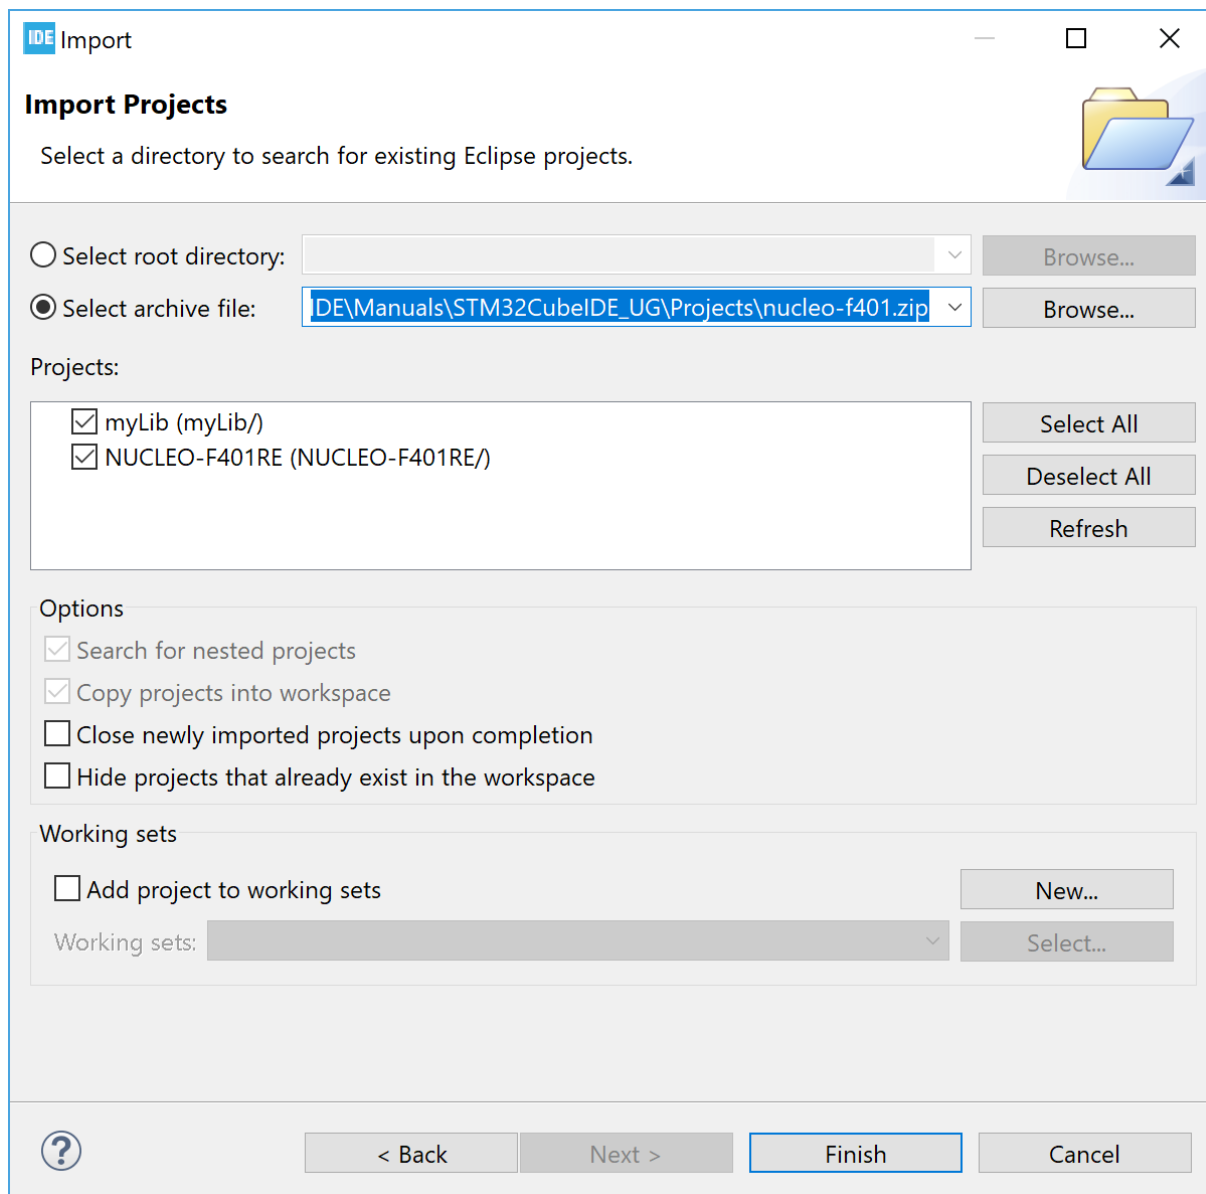 IDE Import
Import Projects
Select a directory to search for existing Eclipse projects.
Select root directory: Browse...
Select archive file: IDE\Manuals\STM32CubeIDE_UG\Projects\nucleo-f401.zip Browse...
Projects:
myLib (myLib/)
NUCLEO-F401RE (NUCLEO-F401RE/)
Select All
Deselect All
Refresh
Options
Search for nested projects
Copy projects into workspace
Close newly imported projects upon completion
Hide projects that already exist in the workspace
Working sets
Add project to working sets New...
Working sets: Select...
? < Back Next > Finish Cancel